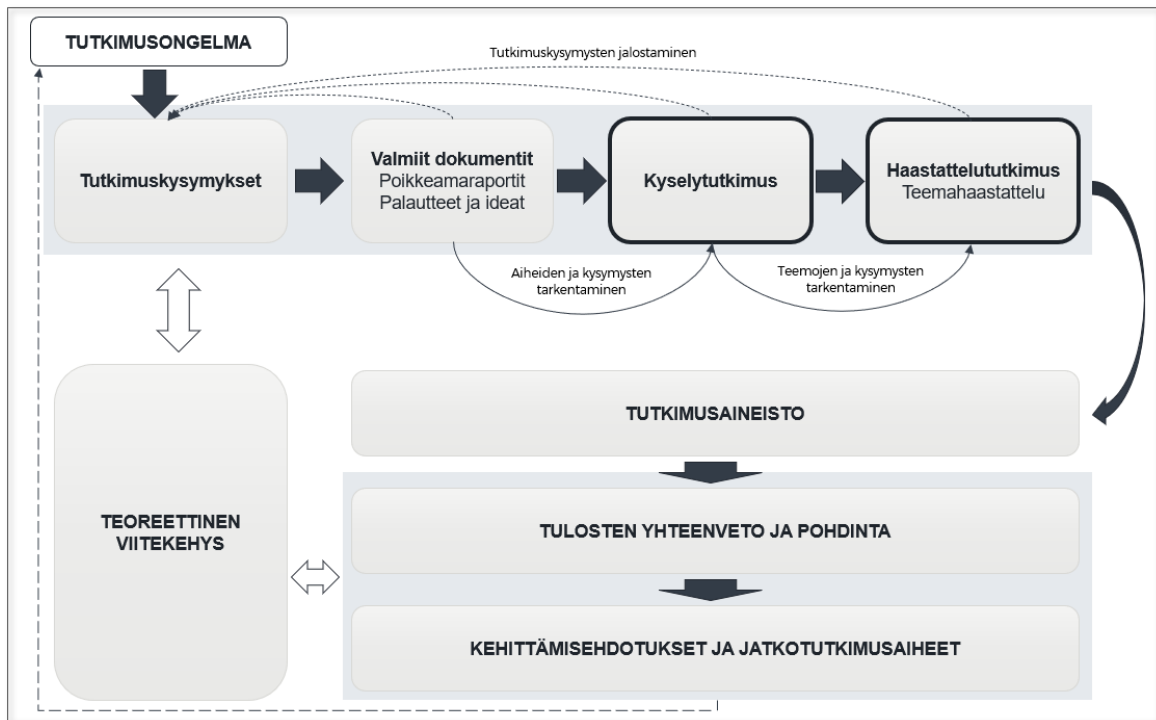 TUTKIMUSONGELMA
Tutkimuskysymysten jalostaminen
Tutkimuskysymykset
Valmiit dokumentit
Poikkeamaraportit
Palautteet ja ideat
Kyselytutkimus
Haastattelututkimus
Teemahaastattelu
Aiheiden ja kysymysten
tarkentaminen
Teemojen ja kysymysten
tarkentaminen
TEOREETTINEN
VIITEKEHYS
TUTKIMUSAINEISTO
TULOSTEN YHTEENVETO JA POHDINTA
KEHITTÄMISEHDOTUKSET JA JATKOTUTKIMUSAIHEET